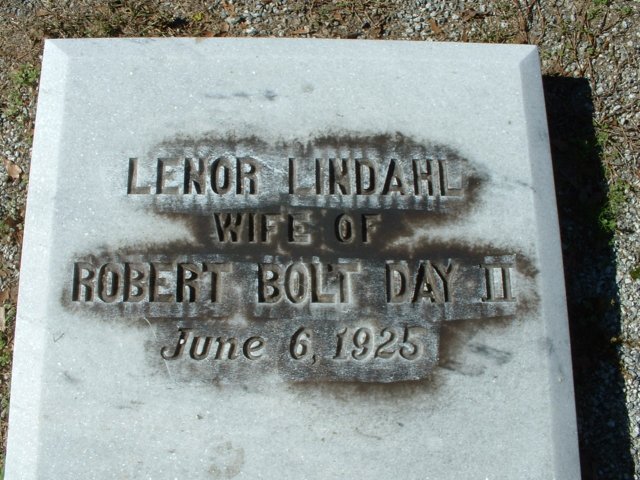 LENOR LINDAHL
WIFE OF
ROBERT BOLT DAY II
June 6, 1925